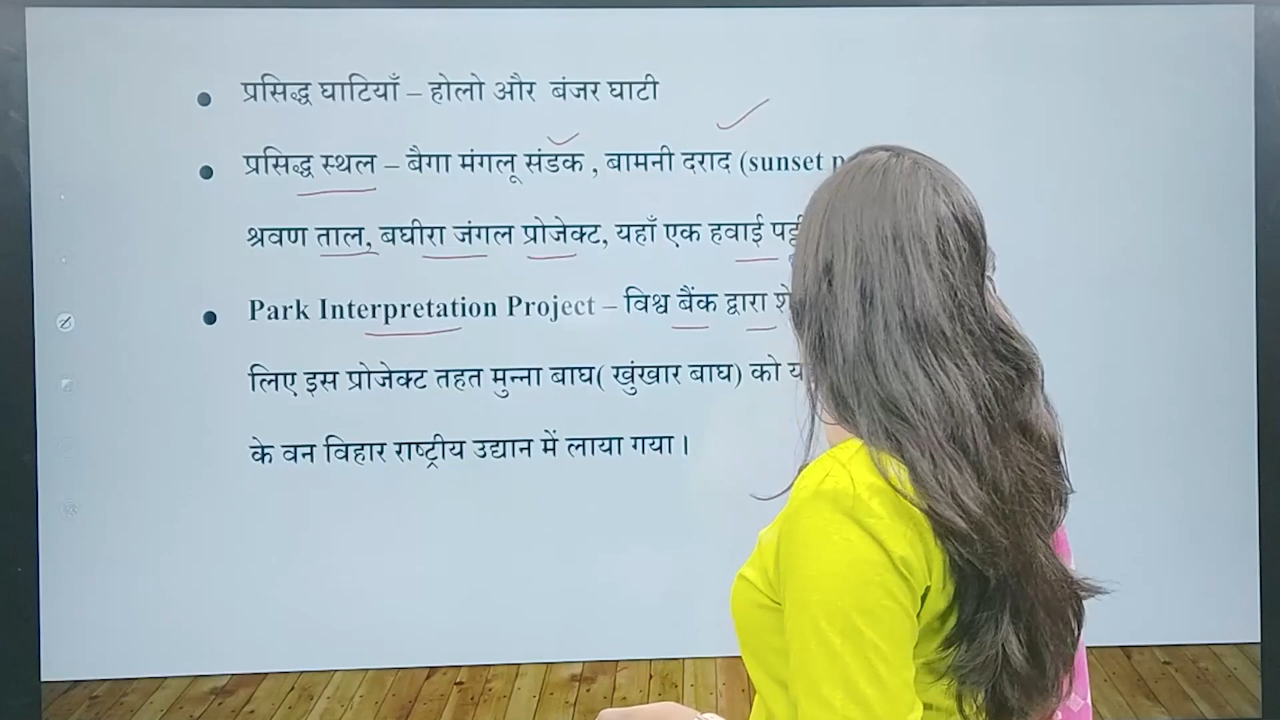 प्रसिद्ध घाटियाँ – होलो और बंजर घाटी
प्रसिद्ध स्थल – बैगा मंगलू संडक , बामनी दराद (sunset
श्रवण ताल, बघीरा जंगल प्रोजेक्ट, यहाँ एक हवाई
Park Interpretation Project – विश्व बैंक द्वारा
लिए इस प्रोजेक्ट तहत मुन्ना बाघ( खुंखार बाघ) को
के वन विहार राष्ट्रीय उद्यान में लाया गया ।